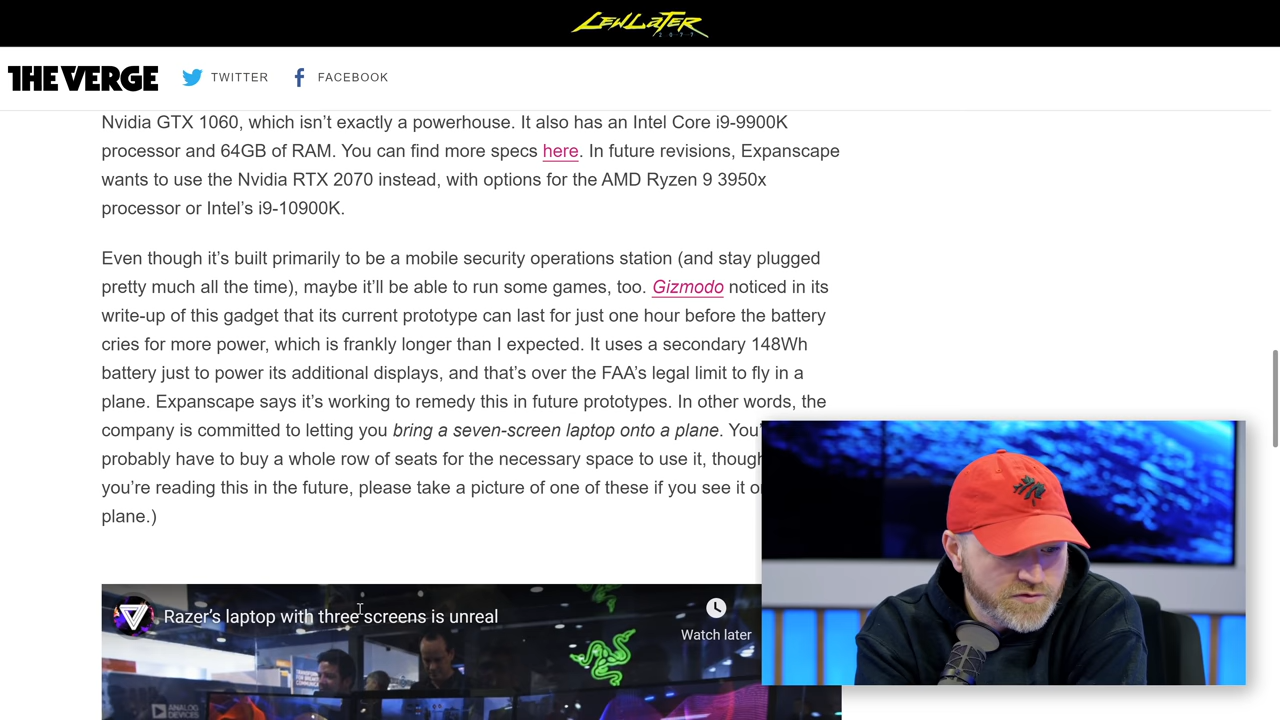 LEWLATER
2077
THE VERGE
TWITTER
FACEBOOK
Nvidia GTX 1060, which isn’t exactly a powerhouse. It also has an Intel Core i9-9900K
processor and 64GB of RAM. You can find more specs here. In future revisions, Expanscape
wants to use the Nvidia RTX 2070 instead, with options for the AMD Ryzen 9 3950x
processor or Intel’s i9-10900K.
Even though it’s built primarily to be a mobile security operations station (and stay plugged
pretty much all the time), maybe it’ll be able to run some games, too. Gizmodo noticed in its
write-up of this gadget that its current prototype can last for just one hour before the battery
cries for more power, which is frankly longer than I expected. It uses a secondary 148Wh
battery just to power its additional displays, and that’s over the FAA’s legal limit to fly in a
plane. Expanscape says it’s working to remedy this in future prototypes. In other words, the
company is committed to letting you bring a seven-screen laptop onto a plane.
probably have to buy a whole row of seats for the necessary space to use it,
you’re reading this in the future, please take a picture of one of these if you see it
plane.)
Razer’s laptop with three screens is unreal
Watch later
ANALOG
DEVICES